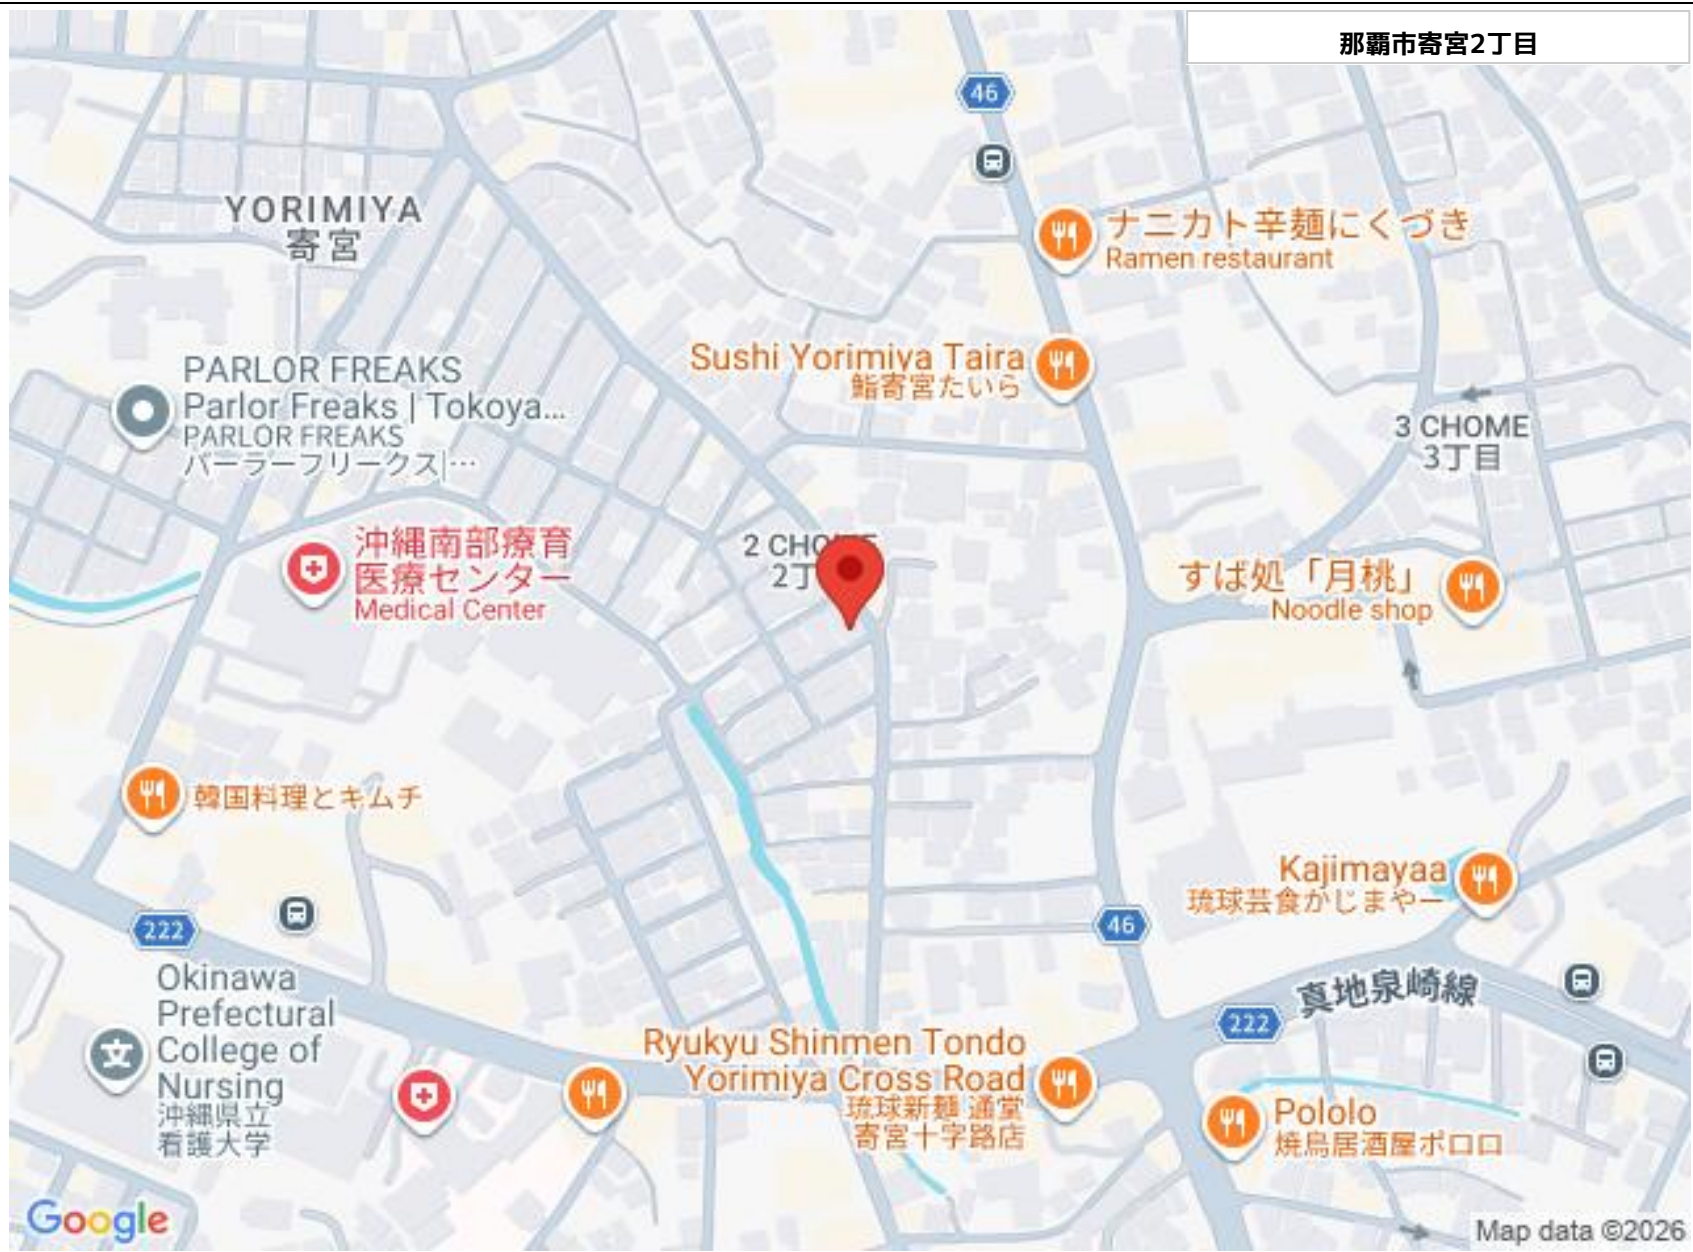 那覇市寄宮2丁目
46
YORIMIYA
寄宮
ナニカト辛麺にくづき
Ramen restaurant
Sushi Yorimiya Taira
鮨寄宮たいら
PARLOR FREAKS
Parlor Freaks | Tokoya...
PARLOR FREAKS
パーラーフリークス|…
3 CHOME
3丁目
沖縄南部療育
医療センター
Medical Center
2 CHOME
2丁
すば処「月桃」
Noodle shop
韓国料理とキムチ
Kajimayaa
琉球芸食かじまやー
222
46
真地泉崎線
222
Okinawa
Prefectural
College of
Nursing
沖縄県立
看護大学
Ryukyu Shinmen Tondo
Yorimiya Cross Road
琉球新麺 通堂
寄宮十字路店
Pololo
焼鳥居酒屋ポロロ
Google
Map data ©2026